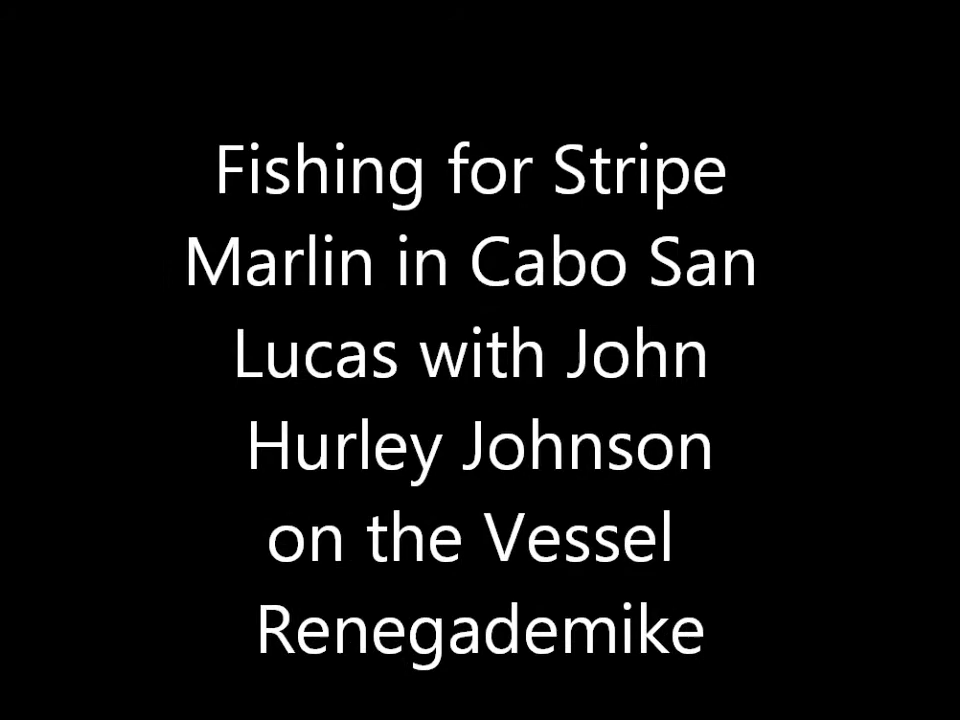 Fishing for Stripe
Marlin in Cabo San
Lucas with John
Hurley Johnson
on the Vessel
Renegademike